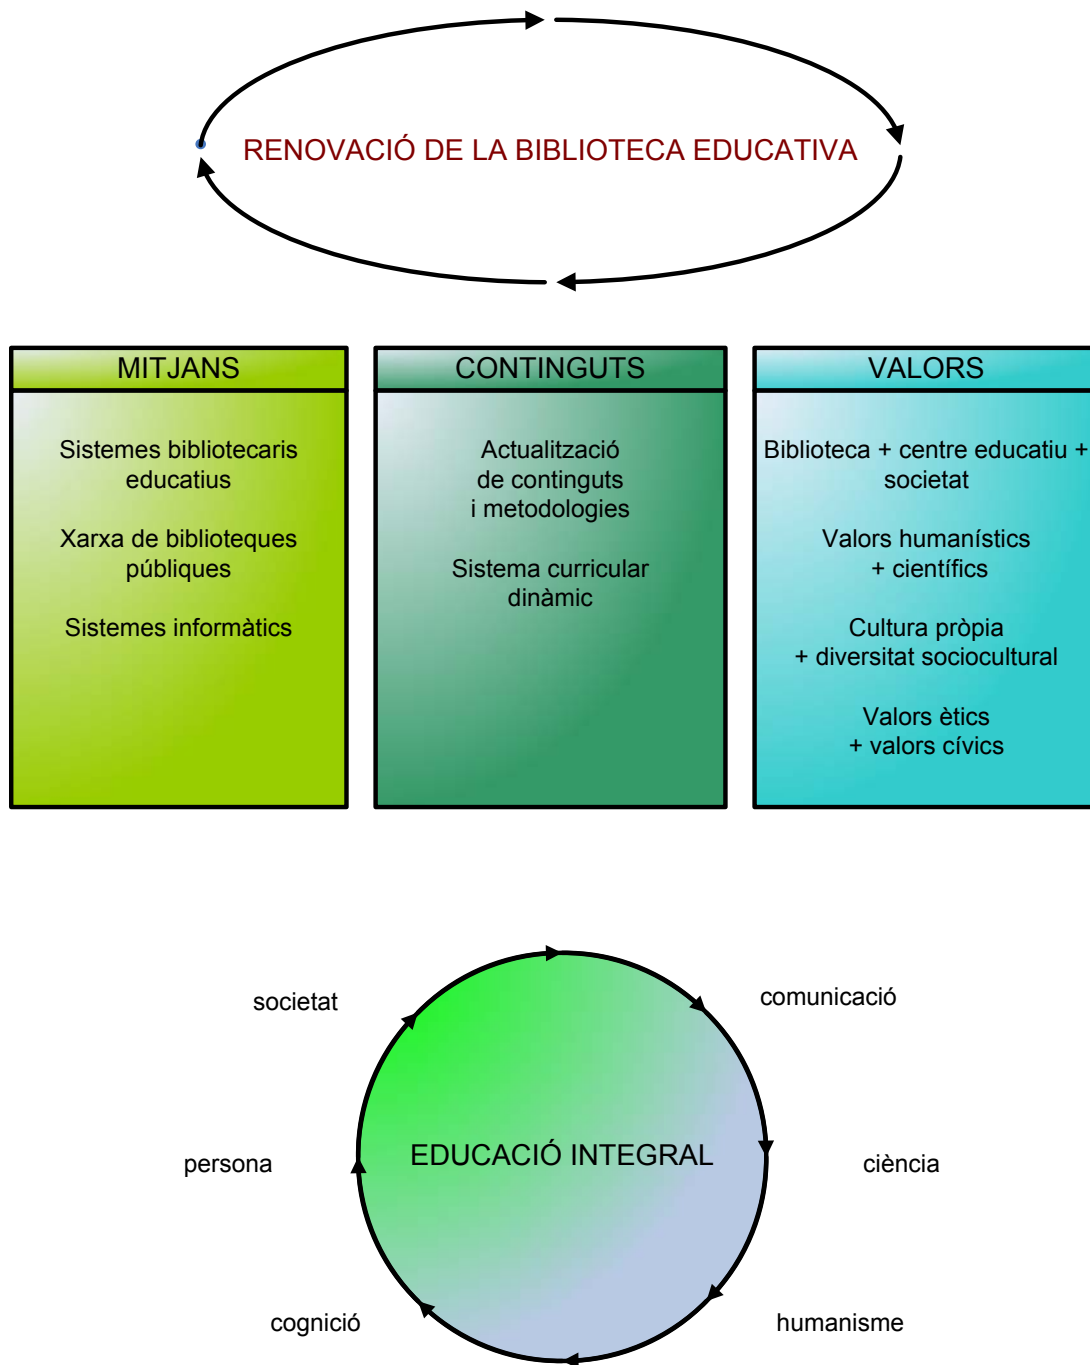 RENOVACIÓ DE LA BIBLIOTECA EDUCATIVA
MITJANS
Sistemes bibliotecaris
educatius
Xarxa de biblioteques
públiques
Sistemes informàtics
CONTINGUTS
Actualització
de continguts
i metodologies
Sistema curricular
dinàmic
VALORS
Biblioteca + centre educatiu +
societat
Valors humanístics
+ científics
Cultura pròpia
+ diversitat sociocultural
Valors ètics
+ valors cívics
societat
comunicació
persona
EDUCACIÓ INTEGRAL
ciència
cognició
humanisme